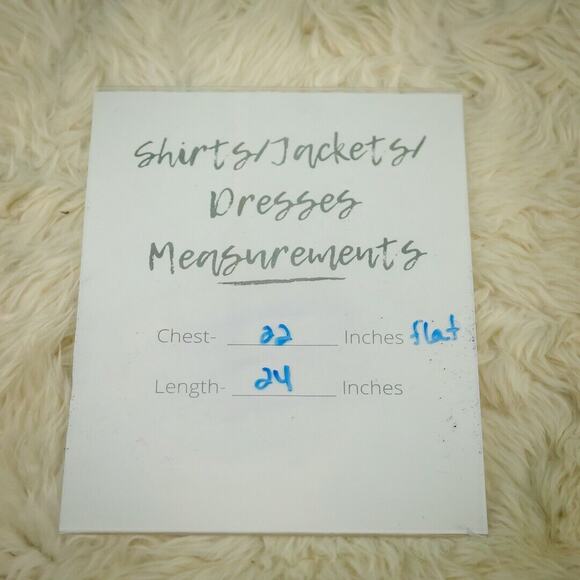 Shirts/Jackets/
Dresses
Measurements
Chest- 22 Inches flat
Length- 24 Inches